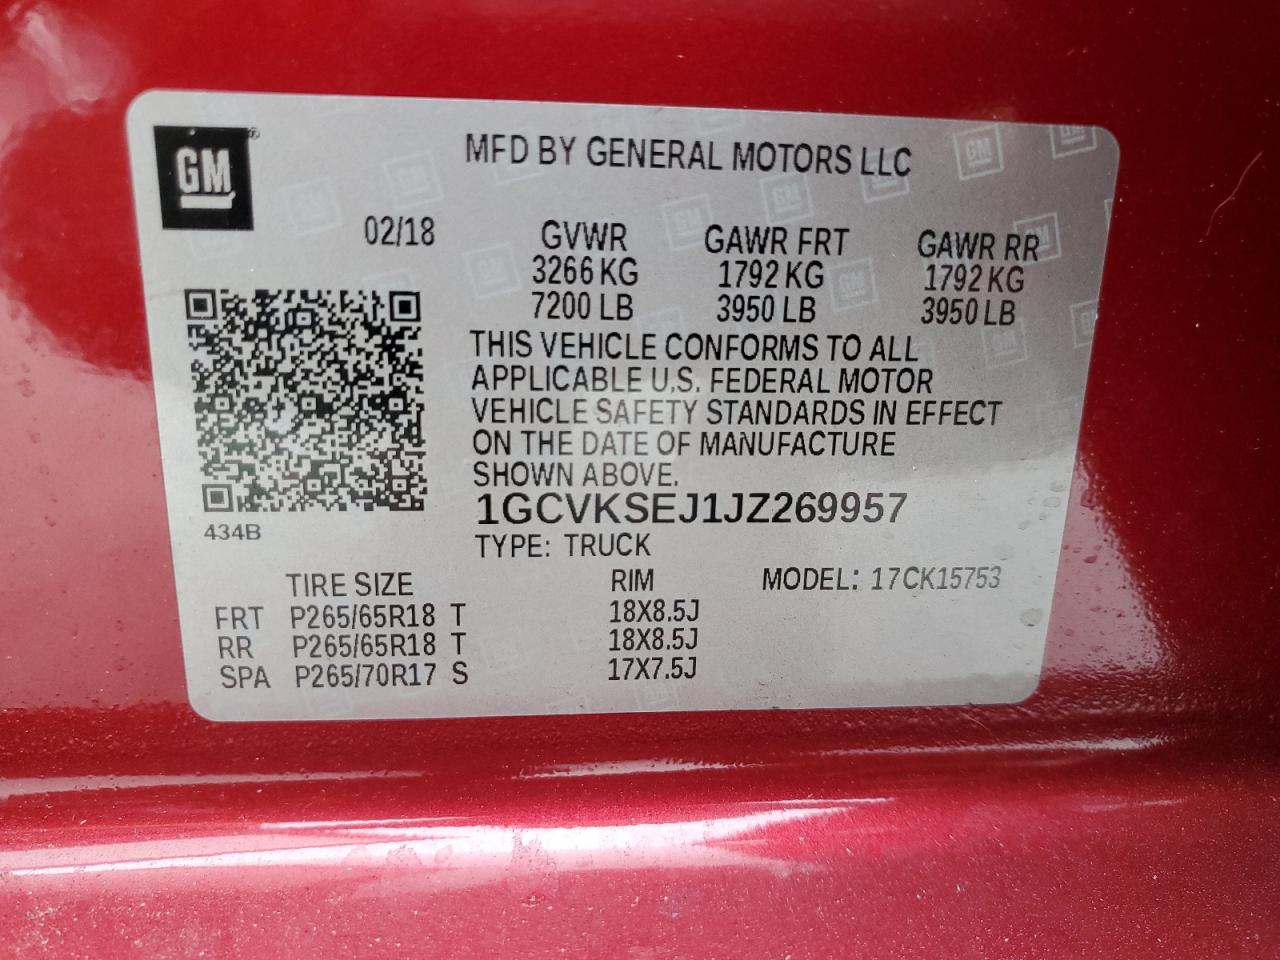 GM
MFD BY GENERAL MOTORS LLC
02/18
GVWR GAWR FRT GAWR RR
3266 KG 1792 KG 1792 KG
7200 LB 3950 LB 3950 LB
THIS VEHICLE CONFORMS TO ALL
APPLICABLE U.S. FEDERAL MOTOR
VEHICLE SAFETY STANDARDS IN EFFECT
ON THE DATE OF MANUFACTURE
SHOWN ABOVE.
1GCVKSEJ1JZ269957
434B
TYPE: TRUCK
TIRE SIZE RIM MODEL: 17CK15753
FRT P265/65R18 T 18X8.5J
RR P265/65R18 T 18X8.5J
SPA P265/70R17 S 17X7.5J